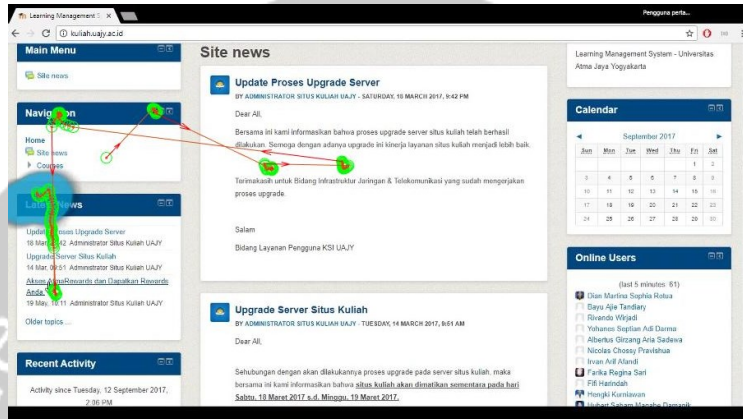 Pengguna perta...
Learning Management S
kuliah.uajy.ac.id
Main Menu
Site news
Navigation
Home
Site news
Courses
Latest News
Update Proses Upgrade Server
18 Mar, 21:42 Administrator Situs Kuliah UAJY
Upgrade Server Situs Kuliah
14 Mar, 09:51 Administrator Situs Kuliah UAJY
Akses AtmaRewards dan Dapatkan Rewards
Anda
19 May, 10:11 Administrator Situs Kuliah UAJY
Older topics ...
Recent Activity
Activity since Tuesday, 12 September 2017,
2:06 PM
Site news
Update Proses Upgrade Server
BY ADMINISTRATOR SITUS KULIAH UAJY - SATURDAY, 18 MARCH 2017, 9:42 PM
Dear All,
Bersama ini kami informasikan bahwa proses upgrade server situs kuliah telah berhasil
dilakukan. Semoga dengan adanya upgrade ini kinerja layanan situs kuliah menjadi lebih baik.
Terimakasih untuk Bidang Infrastruktur Jaringan & Telekomunikasi yang sudah mengerjakan
proses upgrade.
Salam
Bidang Layanan Pengguna KSI UAJY
Upgrade Server Situs Kuliah
BY ADMINISTRATOR SITUS KULIAH UAJY - TUESDAY, 14 MARCH 2017, 9:51 AM
Dear All,
Sehubungan dengan akan dilakukannya proses upgrade pada server situs kuliah, maka
bersama ini kami informasikan bahwa situs kuliah akan dimatikan sementara pada hari
Sabtu, 18 Maret 2017 s.d. Minggu, 19 Maret 2017.
Learning Management System - Universitas
Atma Jaya Yogyakarta
Calendar
September 2017
Sun Mon Tue Wed Thu Fri Sat
1 2
3 4 5 6 7 8 9
10 11 12 13 14 15 16
17 18 19 20 21 22 23
24 25 26 27 28 29 30
Online Users
(last 5 minutes: 61)
Dian Martina Sophia Rotua
Bayu Ajie Tandiary
Rivando Wirjadi
Yohanes Septian Adi Darma
Albertus Girzang Aria Sadewa
Nicolas Chossy Pravishua
Irvan Arif Afandi
Farika Regina Sari
Fifi Harindah
Hengki Kurniawan
Hubert Saham Manahe Damanik